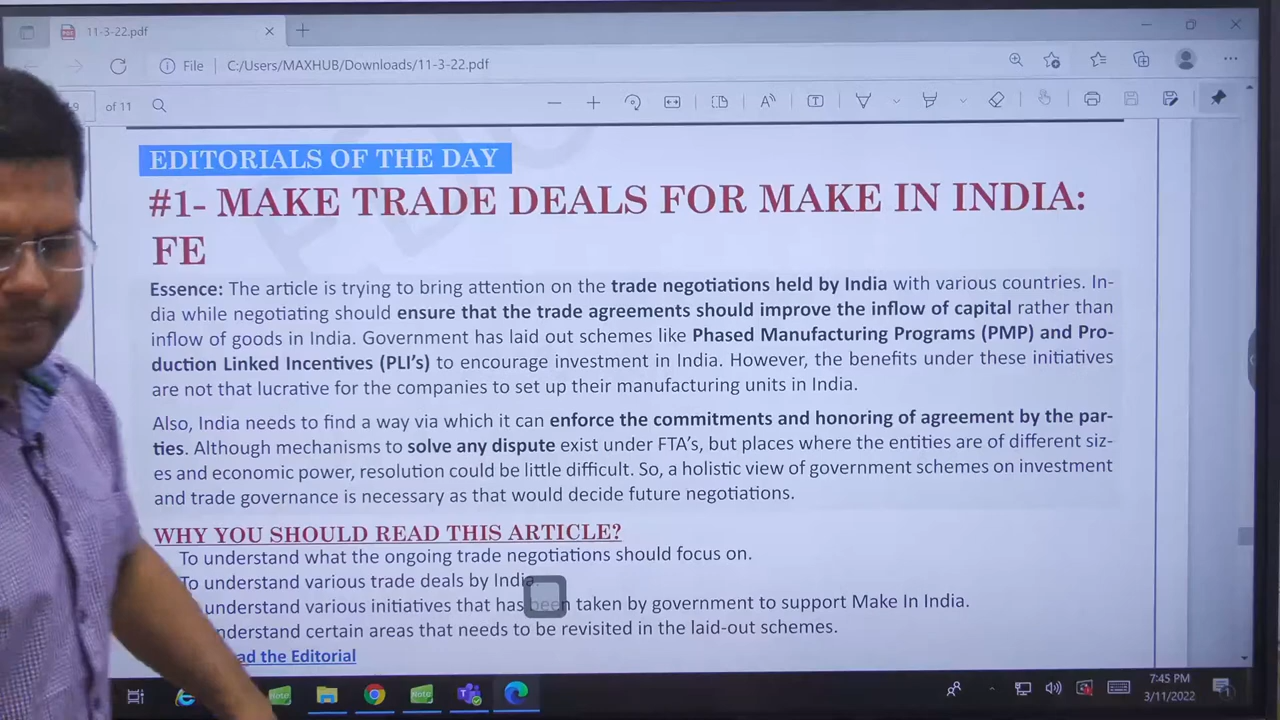 11-3-22.pdf
File
C:/Users/MAXHUB/Downloads/11-3-22.pdf
of 11
EDITORIALS OF THE DAY
#1- MAKE TRADE DEALS FOR MAKE IN INDIA:
FE
Essence: The article is trying to bring attention on the trade negotiations held by India with various countries. In-
dia while negotiating should ensure that the trade agreements should improve the inflow of capital rather than
inflow of goods in India. Government has laid out schemes like Phased Manufacturing Programs (PMP) and Pro-
duction Linked Incentives (PLI's) to encourage investment in India. However, the benefits under these initiatives
are not that lucrative for the companies to set up their manufacturing units in India.
Also, India needs to find a way via which it can enforce the commitments and honoring of agreement by the par-
ties. Although mechanisms to solve any dispute exist under FTA's, but places where the entities are of different siz-
es and economic power, resolution could be little difficult. So, a holistic view of government schemes on investment
and trade governance is necessary as that would decide future negotiations.
WHY YOU SHOULD READ THIS ARTICLE?
To understand what the ongoing trade negotiations should focus on.
To understand various trade deals by India.
understand various initiatives that has been taken by government to support Make In India.
understand certain areas that needs to be revisited in the laid-out schemes.
the Editorial
Note
Note
7:45 PM
3/11/2022